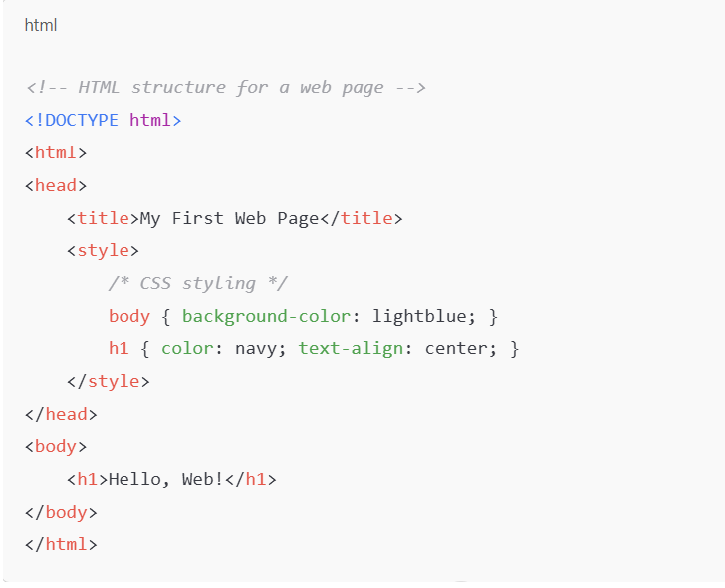 html
<!-- HTML structure for a web page -->
<!DOCTYPE html>
<html>
<head>
    <title>My First Web Page</title>
    <style>
        /* CSS styling */
        body { background-color: lightblue; }
        h1 { color: navy; text-align: center; }
    </style>
</head>
<body>
    <h1>Hello, Web!</h1>
</body>
</html>